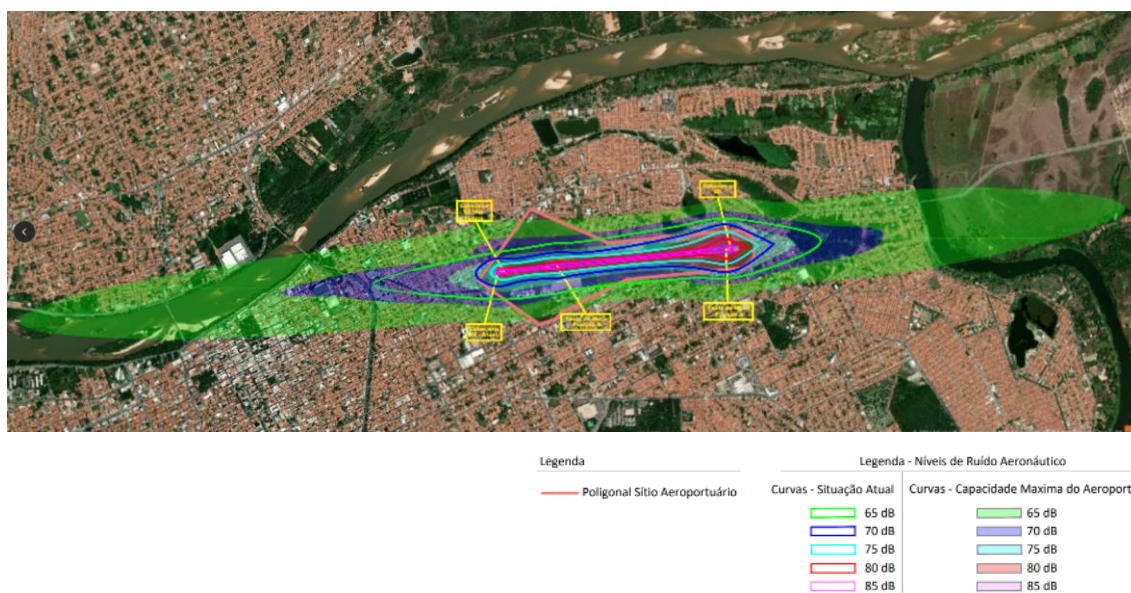 Legenda
Poligonal Sítio Aeroportuário
Legenda - Níveis de Ruído Aeronáutico
Curvas - Situação Atual
Curvas - Capacidade Maxima do Aeroport
65 dB
65 dB
70 dB
70 dB
75 dB
75 dB
80 dB
80 dB
85 dB
85 dB